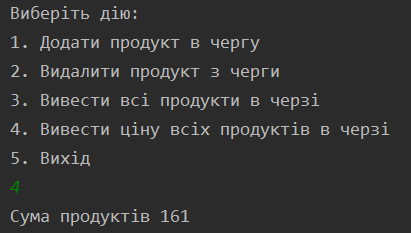 Виберіть дію:
1. Додати продукт в чергу
2. Видалити продукт з черги
3. Вивести всі продукти в черзі
4. Вивести ціну всіх продуктів в черзі
5. Вихід
4
Сума продуктів 161